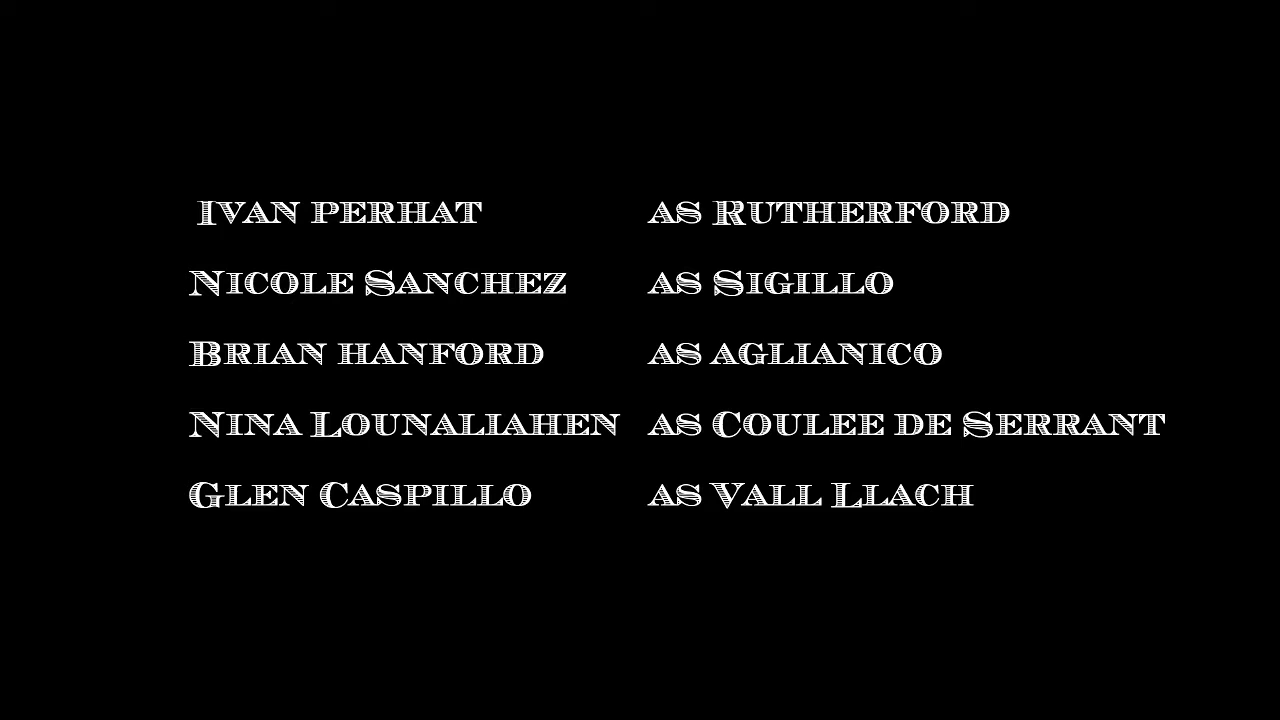 Ivan perhat as Rutherford
Nicole Sanchez as Sigillo
Brian hanford as aglianico
Nina Lounaliahen as Coulee de Serrant
Glen Caspillo as Vall Llach